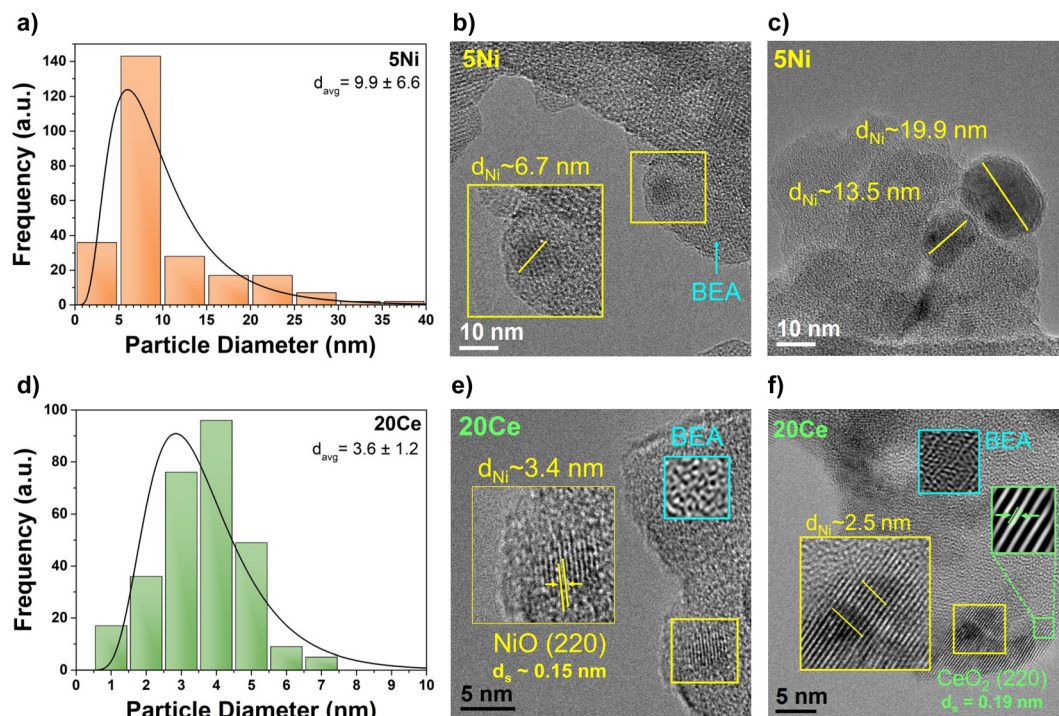 a)
5Ni
d_avg = 9.9 ± 6.6
Frequency (a.u.)
140
120
100
80
60
40
20
0
0 5 10 15 20 25 30 35 40
Particle Diameter (nm)
b)
5Ni
d_Ni~6.7 nm
BEA
10 nm
c)
5Ni
d_Ni~19.9 nm
d_Ni~13.5 nm
10 nm
d)
20Ce
d_avg = 3.6 ± 1.2
Frequency (a.u.)
100
80
60
40
20
0
0 1 2 3 4 5 6 7 8 9 10
Particle Diameter (nm)
e)
20Ce
BEA
d_Ni~3.4 nm
NiO (220)
d_s ~ 0.15 nm
5 nm
f)
20Ce
BEA
d_Ni~2.5 nm
CeO₂ (220)
d_s = 0.19 nm
5 nm